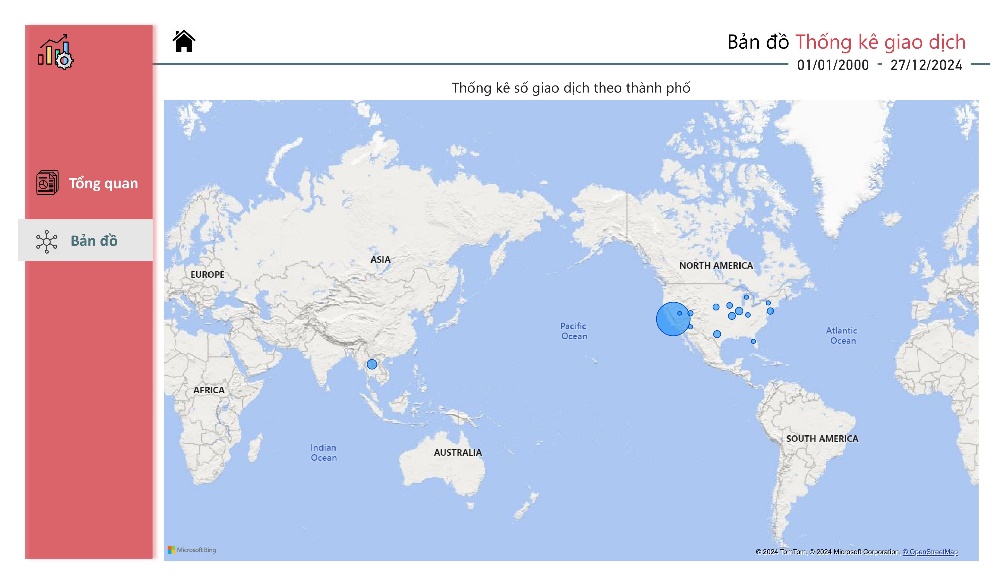 Bản đồ Thống kê giao dịch
01/01/2000 - 27/12/2024
Tổng quan
Bản đồ
Thống kê số giao dịch theo thành phố
EUROPE
ASIA
NORTH AMERICA
Pacific
Ocean
Atlantic
Ocean
AFRICA
SOUTH AMERICA
Indian
Ocean
AUSTRALIA
Microsoft Bing
© 2024 TomTom, © 2024 Microsoft Corporation, © OpenStreetMap